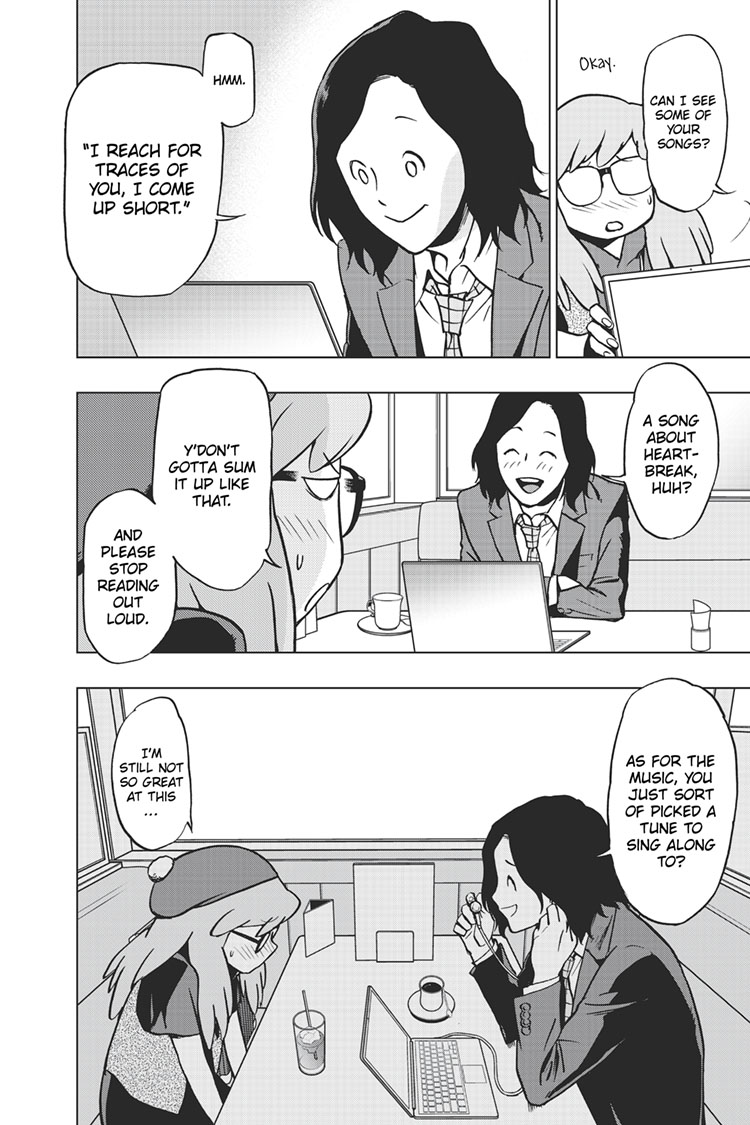 CAN I SEE
SOME OF
YOUR
SONGS?
Okay.
HMM.
"I REACH FOR
TRACES OF
YOU, I COME
UP SHORT."
A SONG
ABOUT
HEART-
BREAK,
HUH?
Y'DON'T
GOTTA SUM
IT UP LIKE
THAT.
AND
PLEASE
STOP
READING
OUT
LOUD.
AS FOR THE
MUSIC, YOU
JUST SORT
OF PICKED A
TUNE TO
SING ALONG
TO?
I'M
STILL NOT
SO GREAT
AT THIS
...